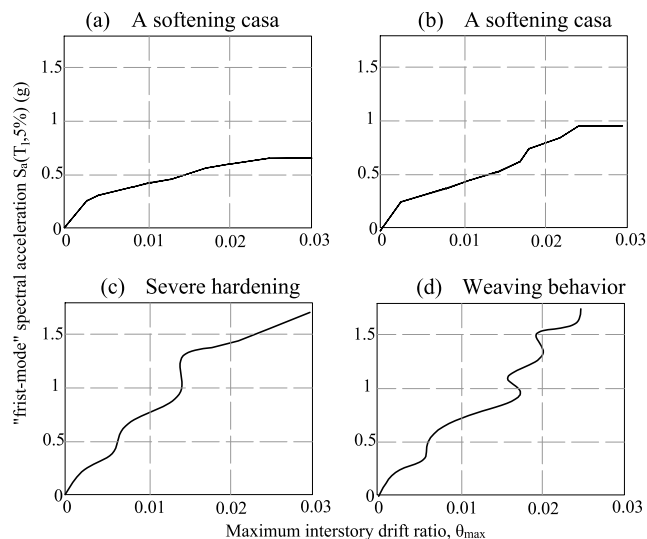 (a) A softening casa
(b) A softening casa
"frist-mode" spectral acceleration Sₐ(T₁,5%) (g)
1.5
1
0.5
0
0 0.01 0.02 0.03
1.5
1
0.5
0
0 0.01 0.02 0.03
(c) Severe hardening
(d) Weaving behavior
1.5
1
0.5
0
0 0.01 0.02 0.03
1.5
1
0.5
0
0 0.01 0.02 0.03
Maximum interstory drift ratio, θmax